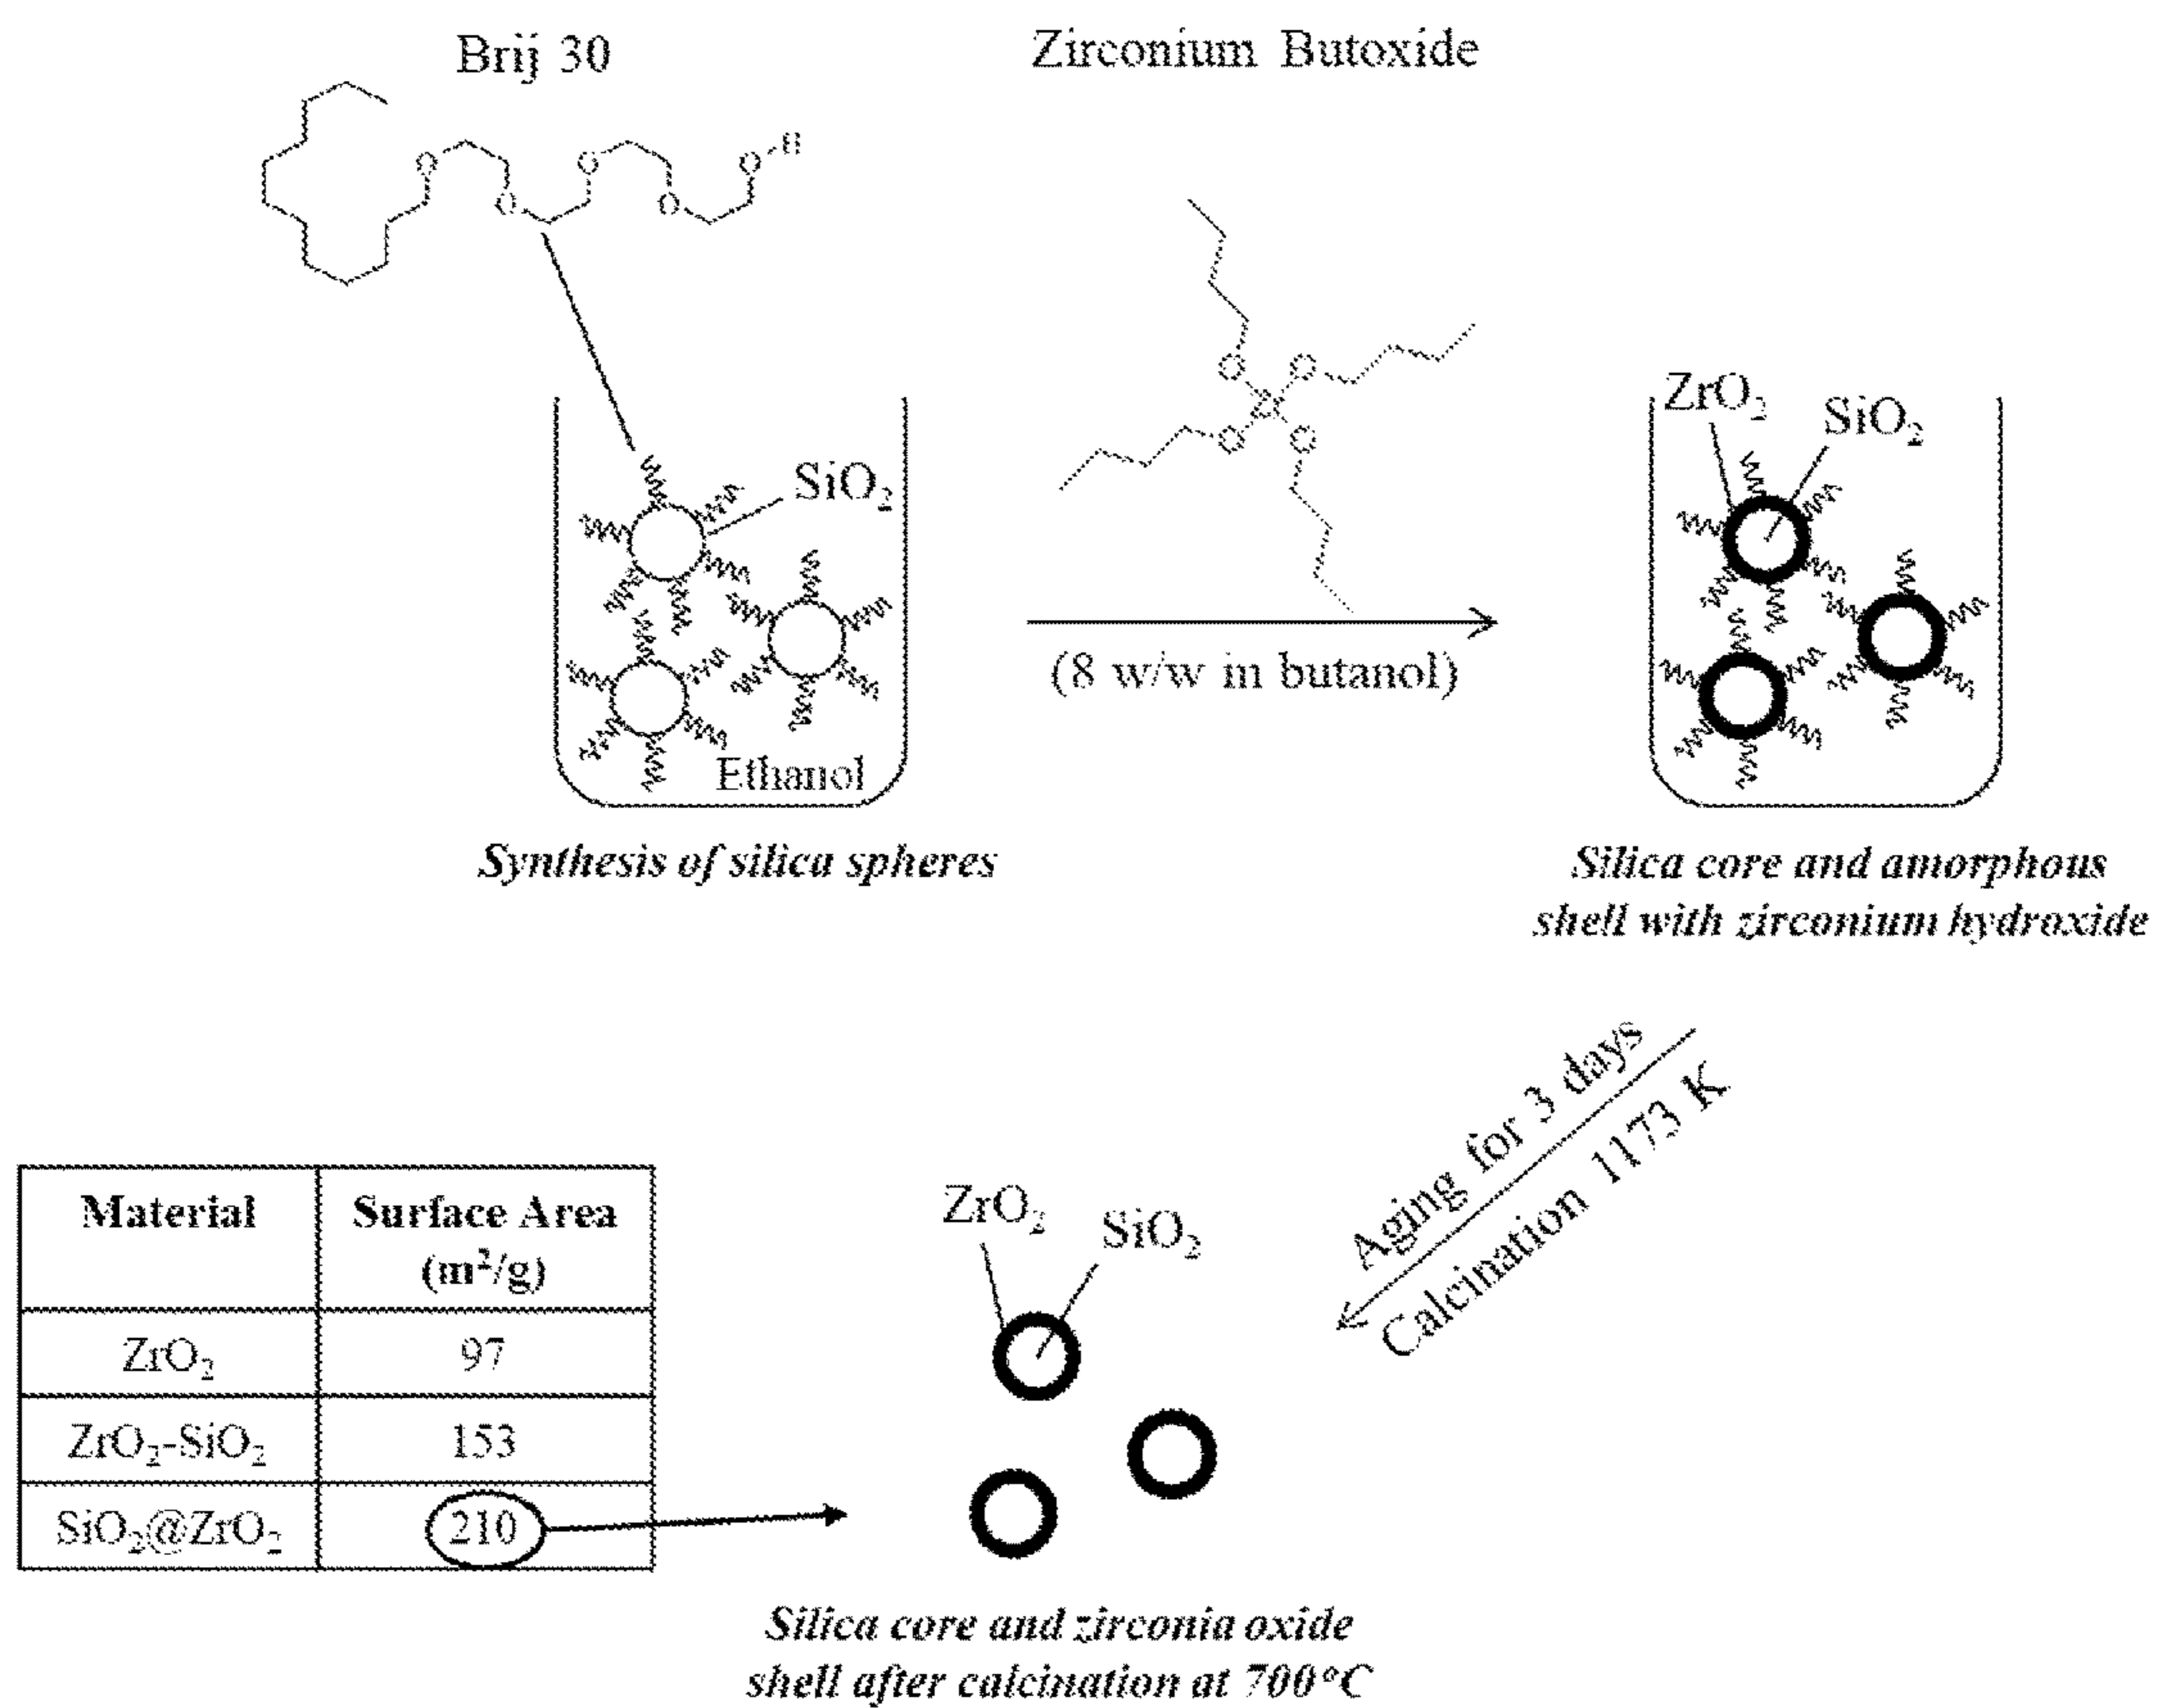 Brij 30
Zirconium Butoxide
O
O
O
O
O-H
O
O
Zr
O
O
SiO₂
Ethanol
(8 w/w in butanol)
ZrO₂
SiO₂
Synthesis of silica spheres
Silica core and amorphous
shell with zirconium hydroxide
Aging for 3 days
Calcination 1173 K
Material
Surface Area
(m²/g)
ZrO₂
97
ZrO₂-SiO₂
153
SiO₂@ZrO₂
210
ZrO₂
SiO₂
Silica core and zirconia oxide
shell after calcination at 700°C